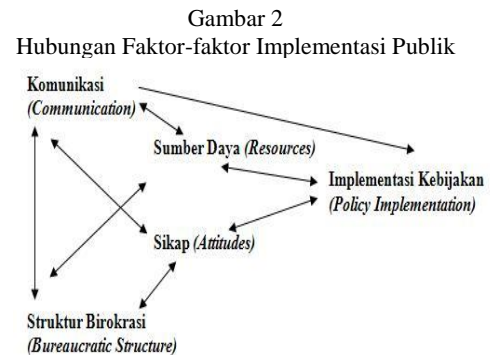 Gambar 2
Hubungan Faktor-faktor Implementasi Publik
Komunikasi
(Communication)
Sumber Daya (Resources)
Implementasi Kebijakan
(Policy Implementation)
Sikap (Attitudes)
Struktur Birokrasi
(Bureaucratic Structure)